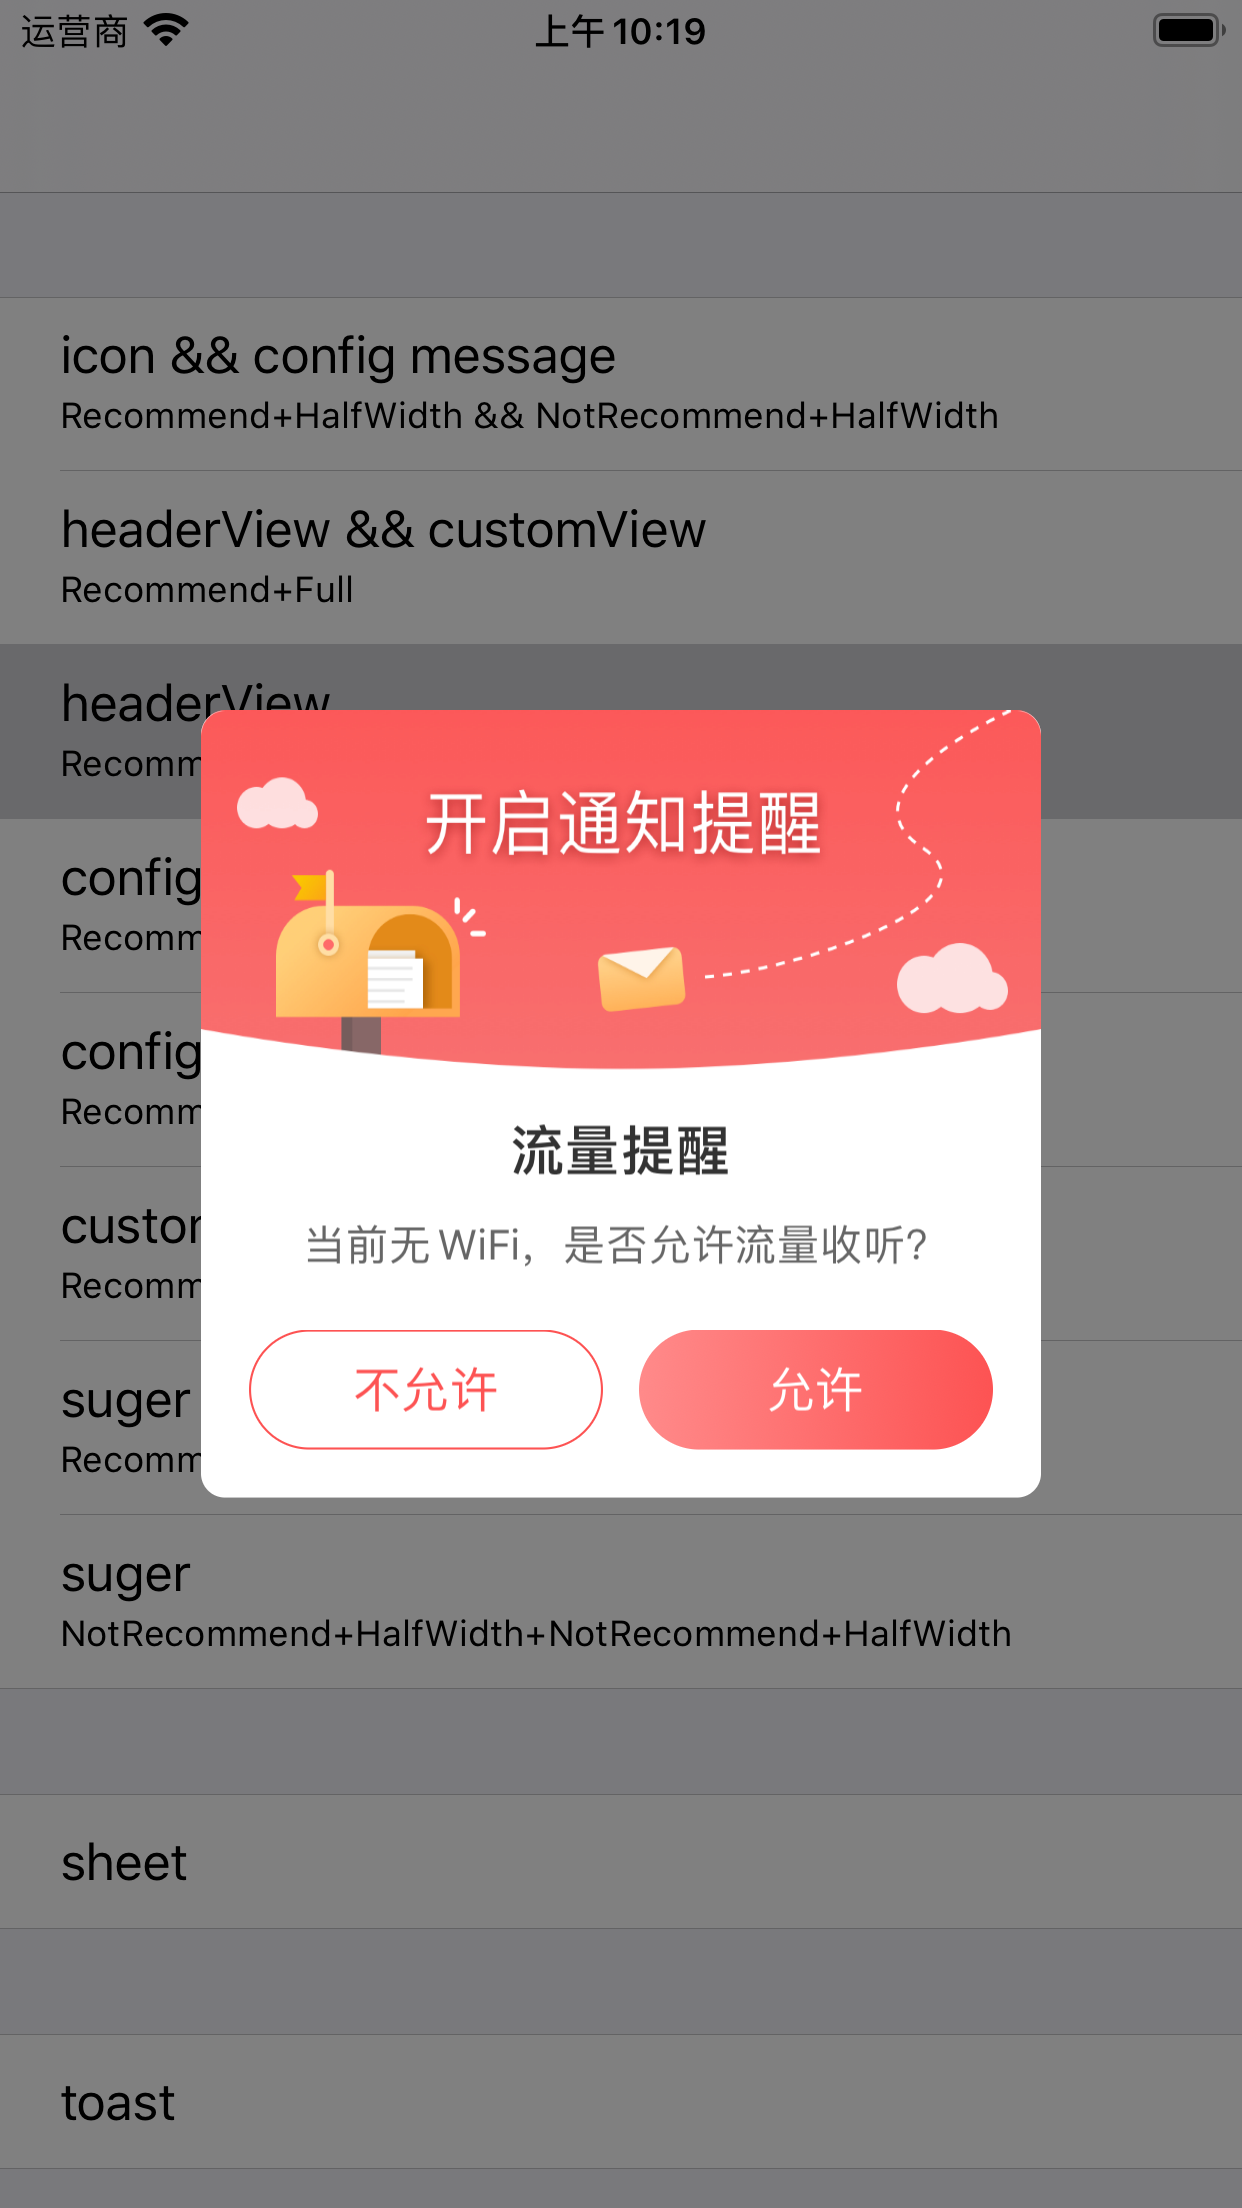 运营商 上午10:19
icon && config message
Recommend+HalfWidth && NotRecommend+HalfWidth
headerView && customView
Recommend+Full
headerView
Recomm
开启通知提醒
config
Recomm
config
Recomm
流量提醒
custom
Recomm
当前无 WiFi，是否允许流量收听?
不允许 允许
suger
Recomm
suger
NotRecommend+HalfWidth+NotRecommend+HalfWidth
sheet
toast